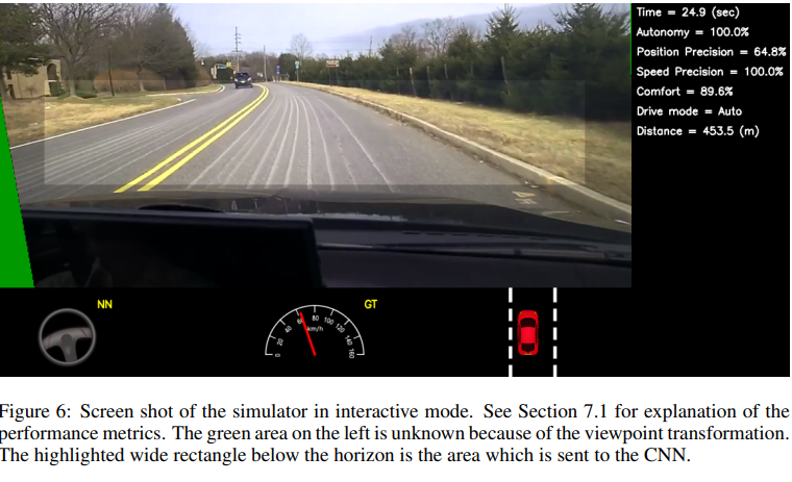 Time = 24.9 (sec)
Autonomy = 100.0%
Position Precision = 64.8%
Speed Precision = 100.0%
Comfort = 89.6%
Drive mode = Auto
Distance = 453.5 (m)
NN
GT
0 20 40 60 80 100 120 140 160
km/h
Figure 6: Screen shot of the simulator in interactive mode. See Section 7.1 for explanation of the
performance metrics. The green area on the left is unknown because of the viewpoint transformation.
The highlighted wide rectangle below the horizon is the area which is sent to the CNN.